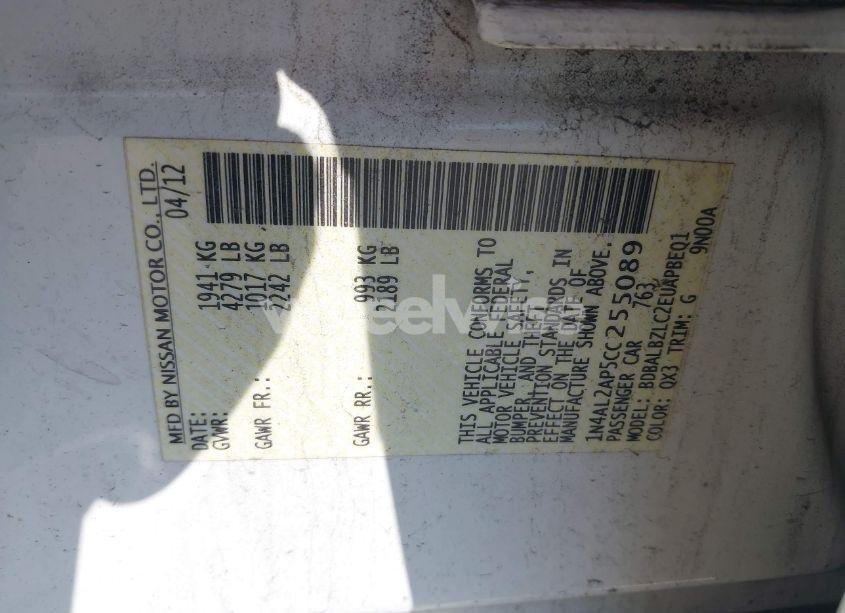 MFD BY NISSAN MOTOR CO., LTD.
DATE: 04/12
GVWR: 1941 KG
4279 LB
GAWR FR.: 1017 KG
2242 LB
GAWR RR.: 993 KG
2189 LB
THIS VEHICLE CONFORMS TO
ALL APPLICABLE FEDERAL
MOTOR VEHICLE SAFETY,
BUMPER, AND THEFT
PREVENTION STANDARDS IN
EFFECT ON THE DATE OF
MANUFACTURE SHOWN ABOVE.
1N4AL2AP5CC255089
PASSENGER CAR 763
MODEL: BDBALBZLC2EUAPBEQ1
COLOR: QX3 TRIM: G 9N00A